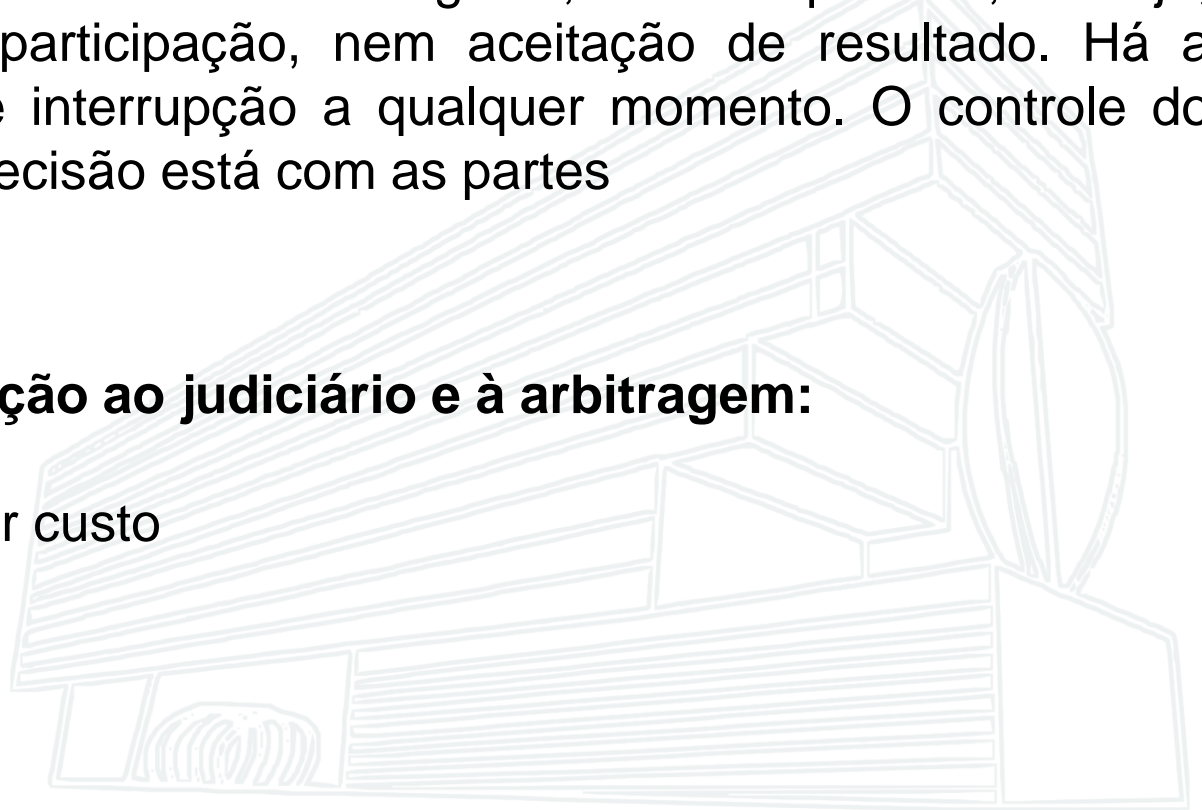 participação, nem aceitação de resultado. Há a
interrupção a qualquer momento. O controle do
ecisão está com as partes
ção ao judiciário e à arbitragem:
r custo